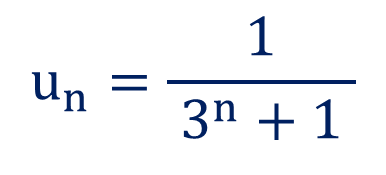 uₙ = 1 / (3ⁿ + 1)